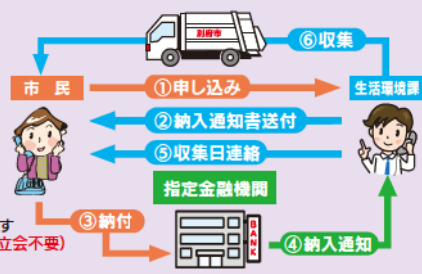 別府市
⑥収集
市　民
①申し込み
生活環境課
②納入通知書送付
⑤収集日連絡
指定金融機関
す
③納付
立会不要）
BANK
④納入通知